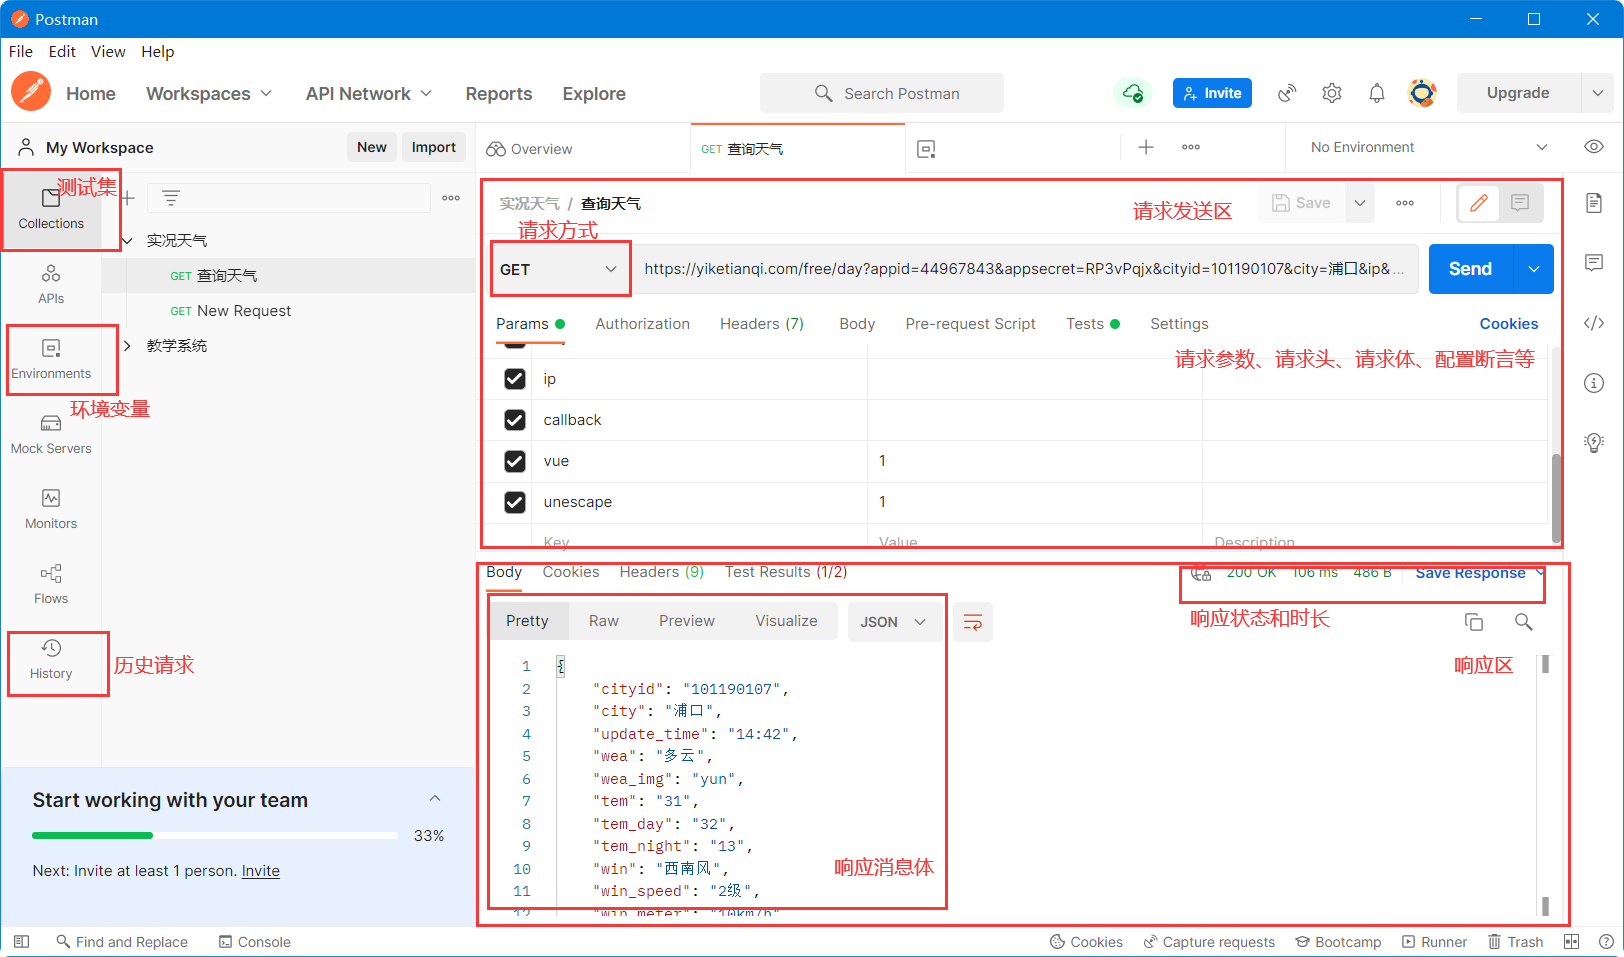 Postman
File Edit View Help
Home Workspaces API Network Reports Explore Search Postman Invite Upgrade
My Workspace New Import Overview GET 查询天气 No Environment
测试集
Collections
实况天气
GET 查询天气
GET New Request
教学系统
APIs
Environments
环境变量
Mock Servers
Monitors
Flows
History
历史请求
Start working with your team
33%
Next: Invite at least 1 person. Invite
实况天气 / 查询天气
请求发送区
Save
请求方式
GET https://yiketianqi.com/free/day?appid=44967843&appsecret=RP3vPqjx&cityid=101190107&city=浦口&ip&... Send
Params Authorization Headers (7) Body Pre-request Script Tests Settings Cookies
请求参数、请求头、请求体、配置断言等
ip
callback
vue 1
unescape 1
Key Value Description
Body Cookies Headers (9) Test Results (1/2) 200 OK 106 ms 486 B Save Response
响应状态和时长
Pretty Raw Preview Visualize JSON
响应区
1 {
2 "cityid": "101190107",
3 "city": "浦口",
4 "update_time": "14:42",
5 "wea": "多云",
6 "wea_img": "yun",
7 "tem": "31",
8 "tem_day": "32",
9 "tem_night": "13",
10 "win": "西南风",
11 "win_speed": "2级",
12 "win_meter": "10km/h"
响应消息体
Find and Replace Console Cookies Capture requests Bootcamp Runner Trash